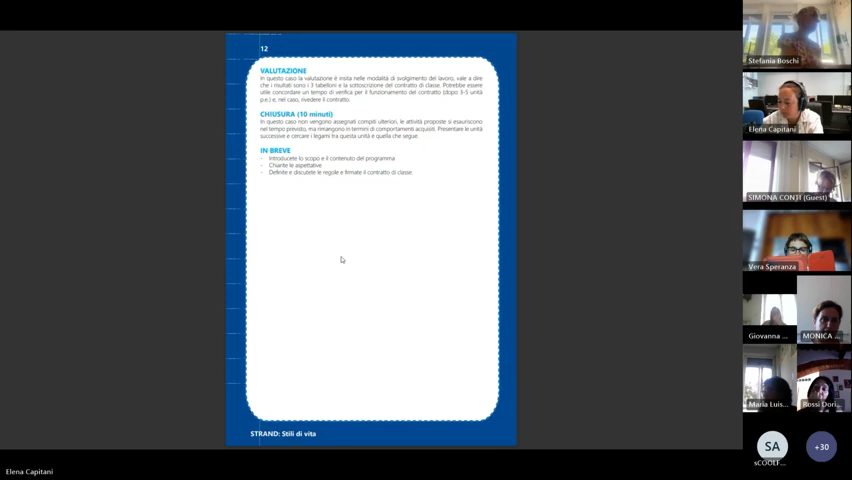 12
VALUTAZIONE
In questo caso la valutazione è insita nelle modalità di svolgimento del lavoro, vale a dire
che i risultati sono i 3 tabelloni e la sottoscrizione del contratto di classe. Potrebbe essere
utile concordare un tempo di verifica per il funzionamento del contratto (dopo 3-5 unità
p.e.) e, nel caso, rivedere il contratto.
CHIUSURA (10 minuti)
In questo caso non vengono assegnati compiti ulteriori, le attività proposte si esauriscono
nel tempo previsto, ma rimangono in termini di comportamenti acquisiti. Presentare le unità
successive e cercare i legami tra questa unità e quella che segue.
IN BREVE
- Introducete lo scopo e il contenuto del programma
- Chiarite le aspettative
- Definite e discutete le regole e firmate il contratto di classe.
STRAND: Stili di vita
Elena Capitani
Stefania Boschi
Elena Capitani
SIMONA CONTI (Guest)
Vera Speranza
Giovanna ...
MONICA ...
Maria Luis...
Rossi Dori...
SA
sCOOLF...
+30